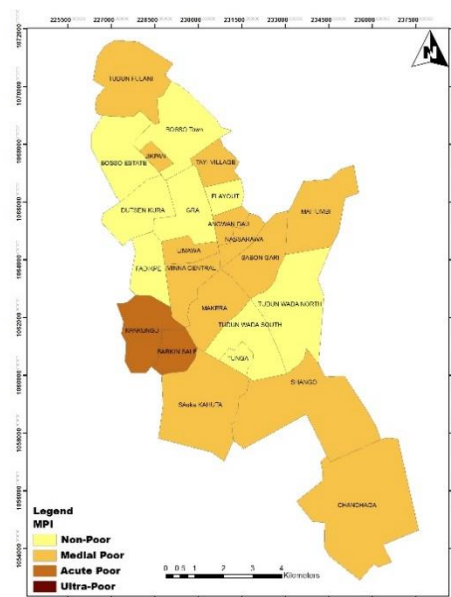 225500 227000 228500 230000 231500 233000 234500 236000 237500
1072000
1070000
1068000
1066000
1064000
1062000
1060000
1058000
1056000
1054000
N
TUDUN FULANI
BOSSO Town
BOSSO ESTATE
JIKPAN
TAYI VILLAGE
F-LAYOUT
DUTSEN KURA
GRA
MAITUMBI
ANGWAN DAJI
NASSARAWA
LIMAWA
SABON GARI
FADIKPE
MINNA CENTRAL
MAKERA
TUDUN WADA NORTH
KPAKUNGU
TUDUN WADA SOUTH
BARKIN SALE
TUNGA
SHANGO
SAuka KAHUTA
CHANCHAGA
Legend
MPI
Non-Poor
Medial Poor
Acute Poor
Ultra-Poor
0 0.5 1 2 3 4
Kilometers